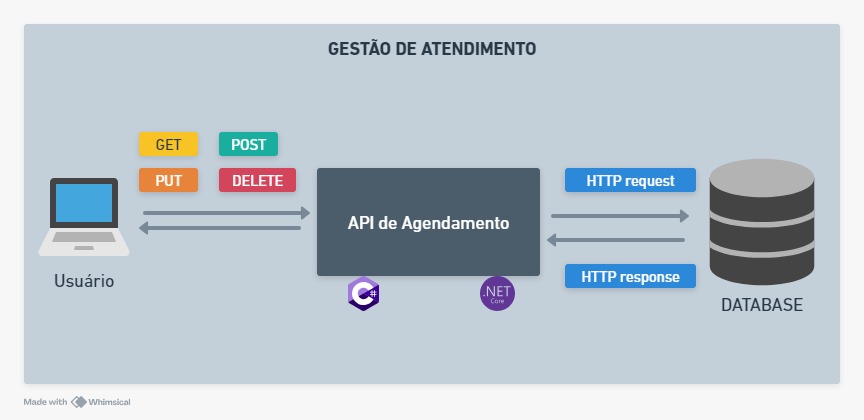 GESTÃO DE ATENDIMENTO
GET
POST
PUT
DELETE
HTTP request
API de Agendamento
Usuário
HTTP response
C#
.NET
Core
DATABASE
Made with Whimsical